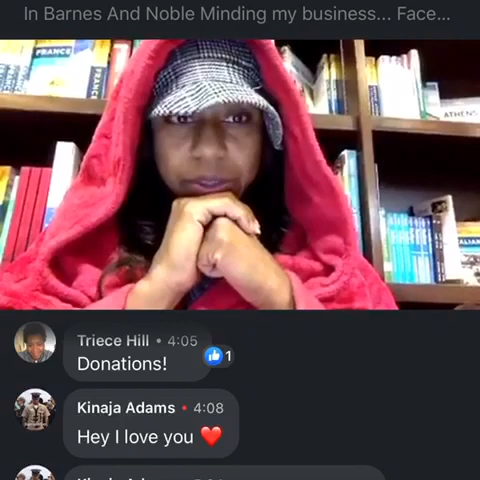 In Barnes And Noble Minding my business... Face...
FRANCE
FRANCE
ATHENS
Triece Hill • 4:05
Donations!
1
Kinaja Adams • 4:08
Hey I love you ❤️